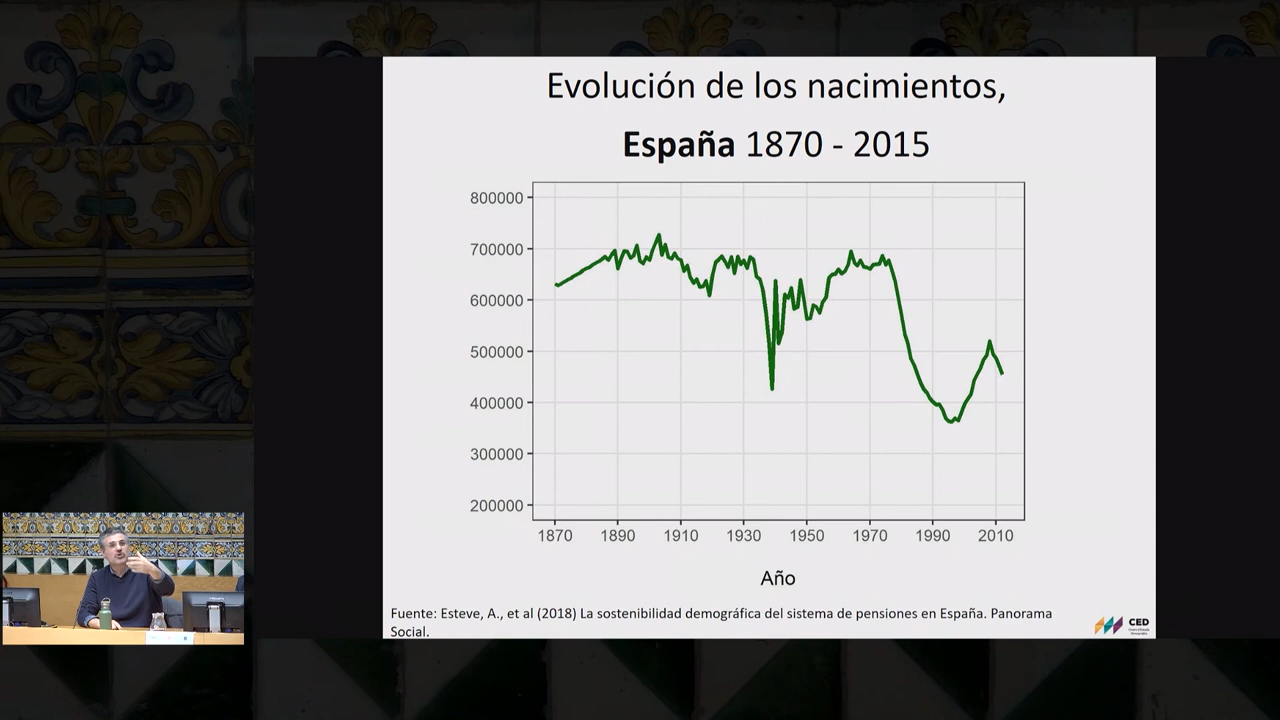 Evolución de los nacimientos,
España 1870 - 2015
800000
700000
600000
500000
400000
300000
200000
1870 1890 1910 1930 1950 1970 1990 2010
Año
Fuente: Esteve, A., et al (2018) La sostenibilidad demográfica del sistema de pensiones en España. Panorama
Social.
CED